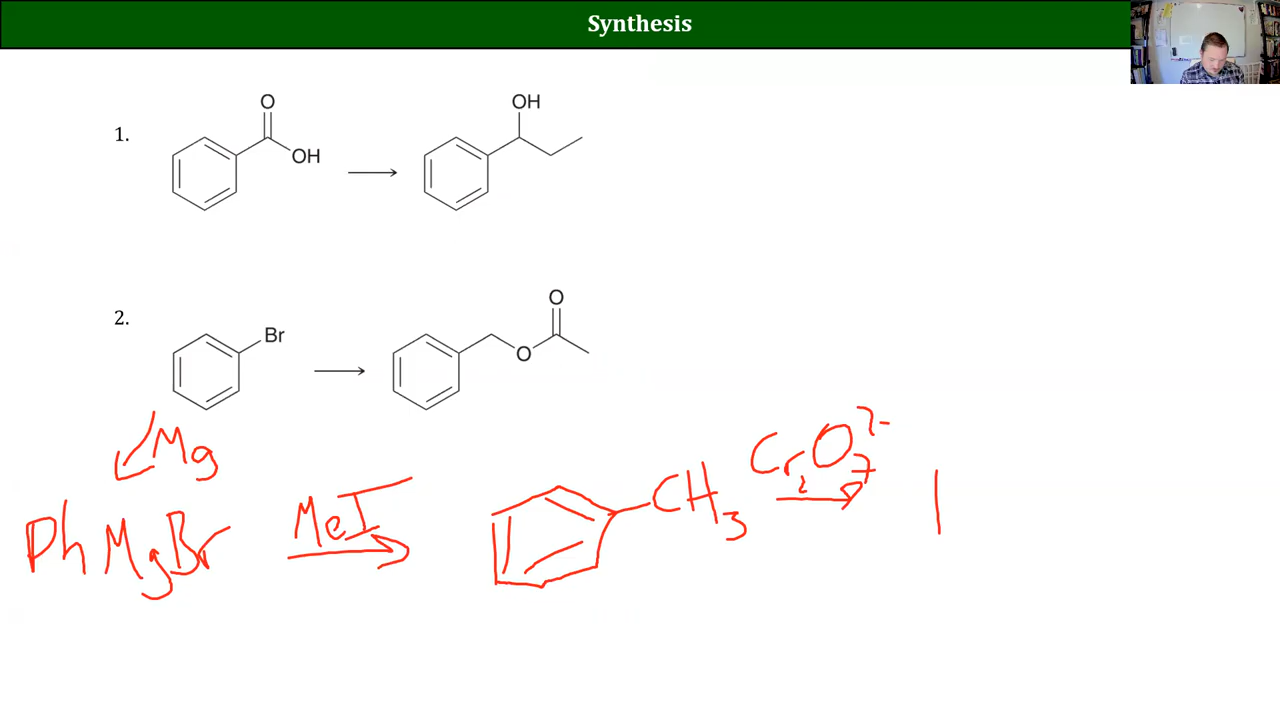 Synthesis
1.
O
OH
OH
2.
Br
O
O
Mg
PhMgBr
MeI
CH3
Cr2O7 2-